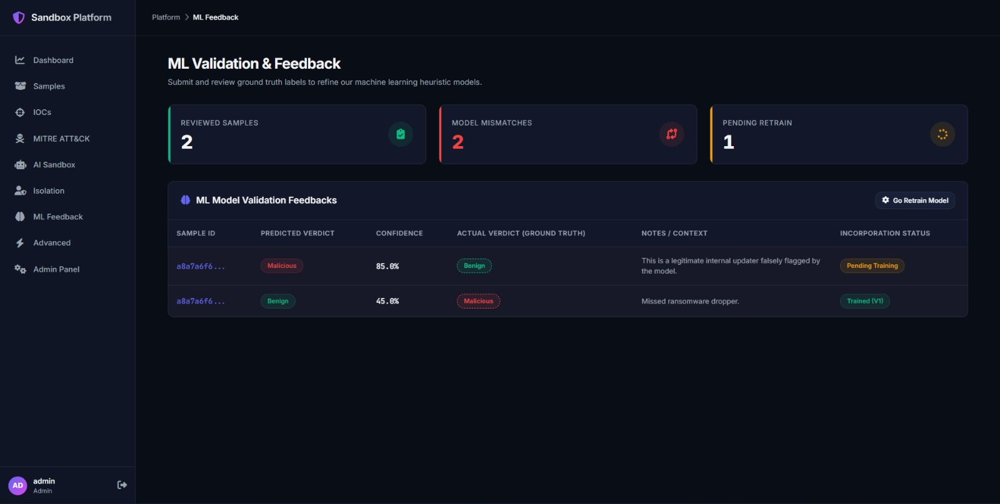 Sandbox Platform
Platform > ML Feedback
Dashboard
Samples
IOCs
MITRE ATT&CK
AI Sandbox
Isolation
ML Feedback
Advanced
Admin Panel
ML Validation & Feedback
Submit and review ground truth labels to refine our machine learning heuristic models.
REVIEWED SAMPLES
2
MODEL MISMATCHES
2
PENDING RETRAIN
1
ML Model Validation Feedbacks
Go Retrain Model
SAMPLE ID PREDICTED VERDICT CONFIDENCE ACTUAL VERDICT (GROUND TRUTH) NOTES / CONTEXT INCORPORATION STATUS
a8a7a6f6... Malicious 85.0% Benign This is a legitimate internal updater falsely flagged by
the model. Pending Training
a8a7a6f6... Benign 45.0% Malicious Missed ransomware dropper. Trained (V1)
AD
admin
Admin